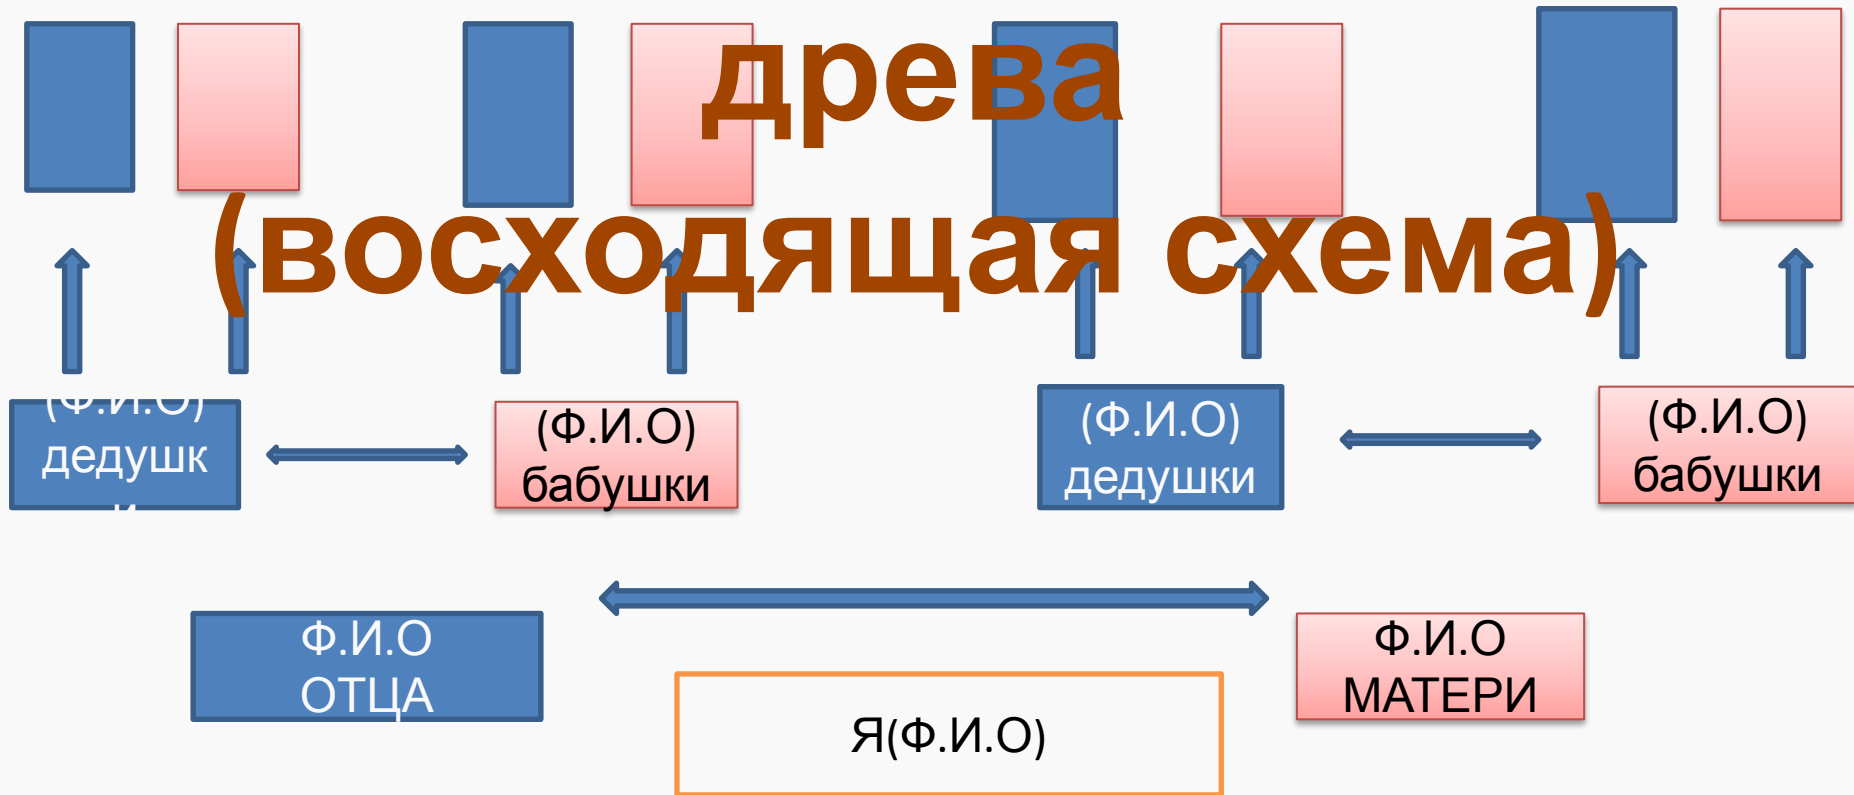 древа
(восходящая схема)
(Ф.И.О)
дедушк
и
(Ф.И.О)
бабушки
(Ф.И.О)
дедушки
(Ф.И.О)
бабушки
Ф.И.О
ОТЦА
Ф.И.О
МАТЕРИ
Я(Ф.И.О)